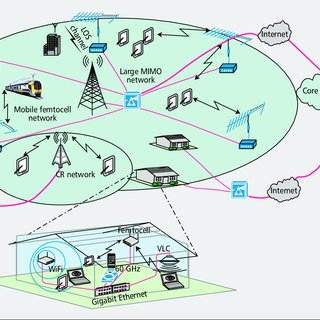 LOS
channel
Internet
Large MIMO
network
Core
Mobile femtocell
network
CR network
Internet
Femtocell
VLC
WiFi
60 GHz
Gigabit Ethernet